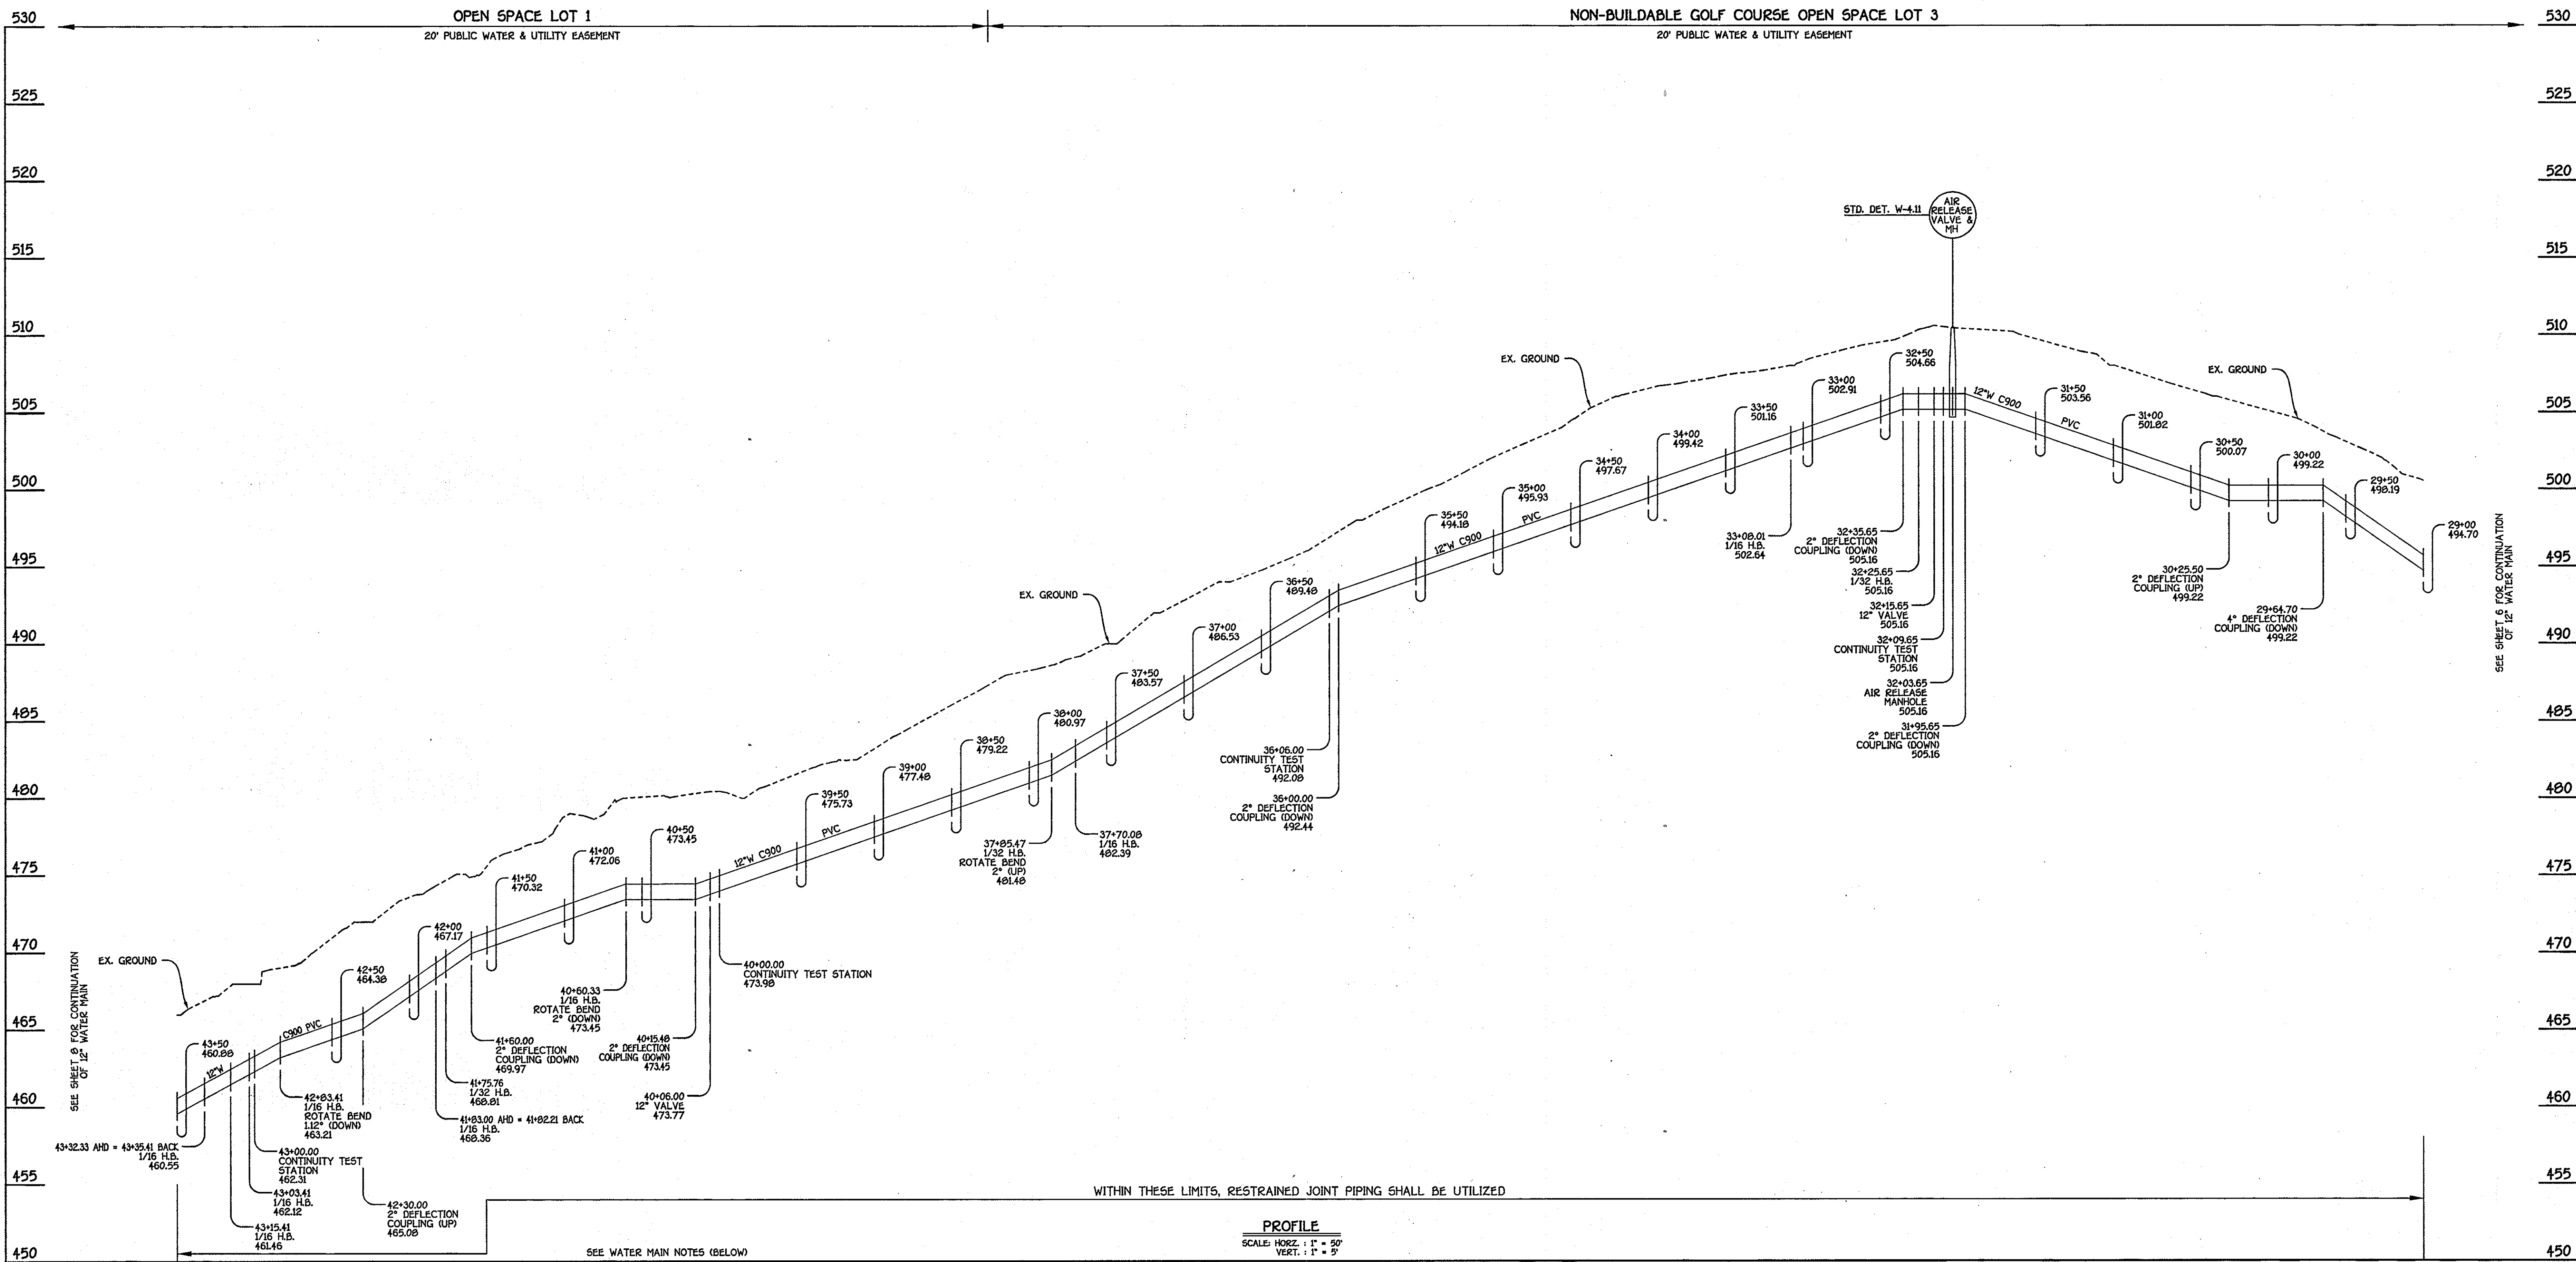 OPEN SPACE LOT 1
20' PUBLIC WATER & UTILITY EASEMENT
NON-BUILDABLE GOLF COURSE OPEN SPACE LOT 3
20' PUBLIC WATER & UTILITY EASEMENT
530
525
520
515
510
505
500
495
490
485
480
475
470
465
460
455
450
530
525
520
515
510
505
500
495
490
485
480
475
470
465
460
455
450
SEE SHEET 8 FOR CONTINUATION
OF 12" WATER MAIN
EX. GROUND
43+50
460.88
12"W
C900 PVC
43+32.33 AHD = 43+35.41 BACK
1/16 H.B.
460.55
43+15.41
1/16 H.B.
461.46
43+03.41
1/16 H.B.
462.12
43+00.00
CONTINUITY TEST
STATION
462.31
42+83.41
1/16 H.B.
ROTATE BEND
1.12° (DOWN)
463.21
42+50
464.38
42+30.00
2° DEFLECTION
COUPLING (UP)
465.08
42+00
467.17
41+83.00 AHD = 41+82.21 BACK
1/16 H.B.
468.36
41+75.76
1/32 H.B.
468.81
41+60.00
2° DEFLECTION
COUPLING (DOWN)
469.97
41+50
470.32
41+00
472.06
40+60.33
1/16 H.B.
ROTATE BEND
2° (DOWN)
473.45
40+50
473.45
40+15.48
2° DEFLECTION
COUPLING (DOWN)
473.45
40+06.00
12" VALVE
473.77
40+00.00
CONTINUITY TEST STATION
473.98
12"W C900
PVC
39+50
475.73
39+00
477.48
38+50
479.22
38+00
480.97
37+85.47
1/32 H.B.
ROTATE BEND
2° (UP)
481.48
37+70.08
1/16 H.B.
482.39
EX. GROUND
37+50
483.57
37+00
486.53
36+50
489.48
36+06.00
CONTINUITY TEST
STATION
492.08
36+00.00
2° DEFLECTION
COUPLING (DOWN)
492.44
35+50
494.18
12"W C900
PVC
35+00
495.93
34+50
497.67
34+00
499.42
EX. GROUND
33+50
501.16
33+08.01
1/16 H.B.
502.64
33+00
502.91
32+50
504.66
32+35.65
2° DEFLECTION
COUPLING (DOWN)
505.16
32+25.65
1/32 H.B.
505.16
32+15.65
12" VALVE
505.16
32+09.65
CONTINUITY TEST
STATION
505.16
32+03.65
AIR RELEASE
MANHOLE
505.16
31+95.65
2° DEFLECTION
COUPLING (DOWN)
505.16
STD. DET. W-4.11
AIR
RELEASE
VALVE &
MH
12"W C900
PVC
31+50
503.56
31+00
501.82
30+50
500.07
30+25.50
2° DEFLECTION
COUPLING (UP)
499.22
30+00
499.22
EX. GROUND
29+64.70
4° DEFLECTION
COUPLING (DOWN)
499.22
29+50
498.19
29+00
494.70
SEE SHEET 6 FOR CONTINUATION
OF 12" WATER MAIN
WITHIN THESE LIMITS, RESTRAINED JOINT PIPING SHALL BE UTILIZED
SEE WATER MAIN NOTES (BELOW)
PROFILE
SCALE: HORZ. : 1" = 50'
VERT. : 1" = 5'